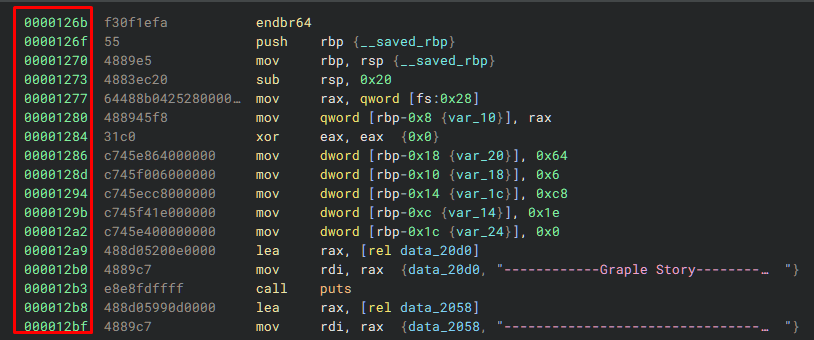 0000126b f30f1efa endbr64
0000126f 55 push rbp {__saved_rbp}
00001270 4889e5 mov rbp, rsp {__saved_rbp}
00001273 4883ec20 sub rsp, 0x20
00001277 64488b0425280000… mov rax, qword [fs:0x28]
00001280 488945f8 mov qword [rbp-0x8 {var_10}], rax
00001284 31c0 xor eax, eax {0x0}
00001286 c745e864000000 mov dword [rbp-0x18 {var_20}], 0x64
0000128d c745f006000000 mov dword [rbp-0x10 {var_18}], 0x6
00001294 c745ecc8000000 mov dword [rbp-0x14 {var_1c}], 0xc8
0000129b c745f41e000000 mov dword [rbp-0xc {var_14}], 0x1e
000012a2 c745e400000000 mov dword [rbp-0x1c {var_24}], 0x0
000012a9 488d05200e0000 lea rax, [rel data_20d0]
000012b0 4889c7 mov rdi, rax {data_20d0, "------------Graple Story--------… "}
000012b3 e8e8fdffff call puts
000012b8 488d05990d0000 lea rax, [rel data_2058]
000012bf 4889c7 mov rdi, rax {data_2058, "--------------------------------… "}